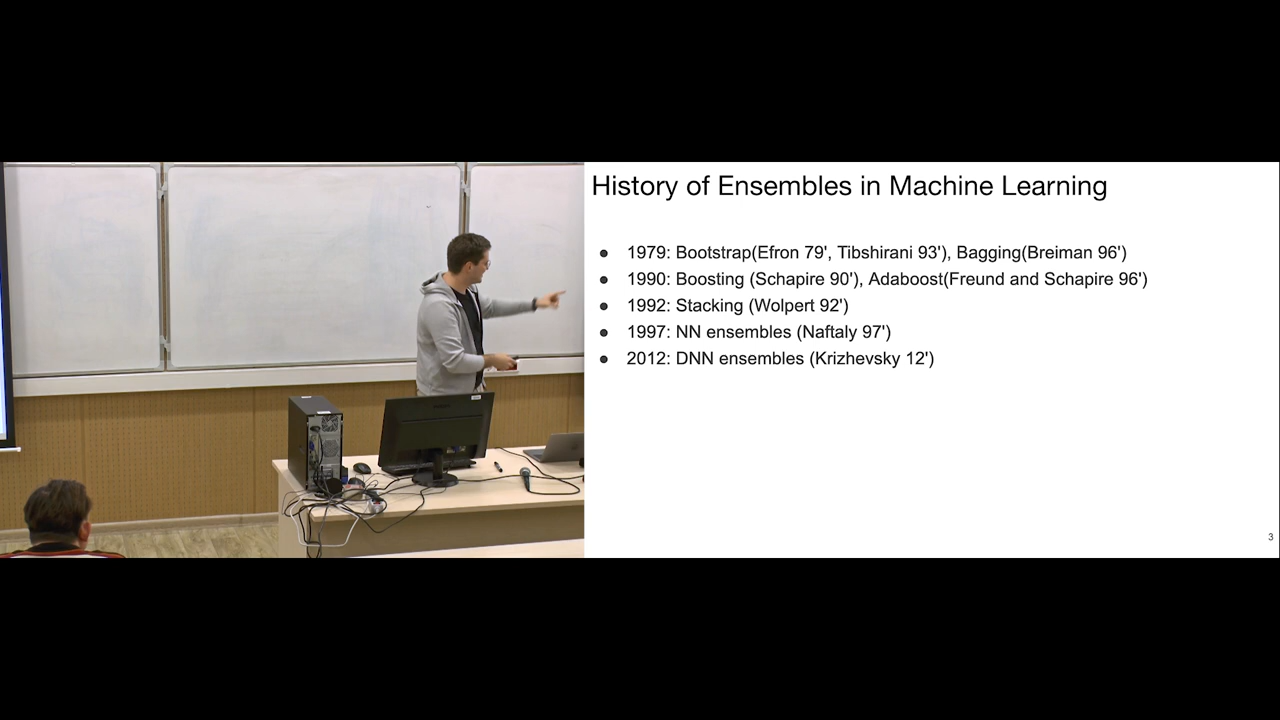 History of Ensembles in Machine Learning
● 1979: Bootstrap(Efron 79', Tibshirani 93'), Bagging(Breiman 96')
● 1990: Boosting (Schapire 90'), Adaboost(Freund and Schapire 96')
● 1992: Stacking (Wolpert 92')
● 1997: NN ensembles (Naftaly 97')
● 2012: DNN ensembles (Krizhevsky 12')
3